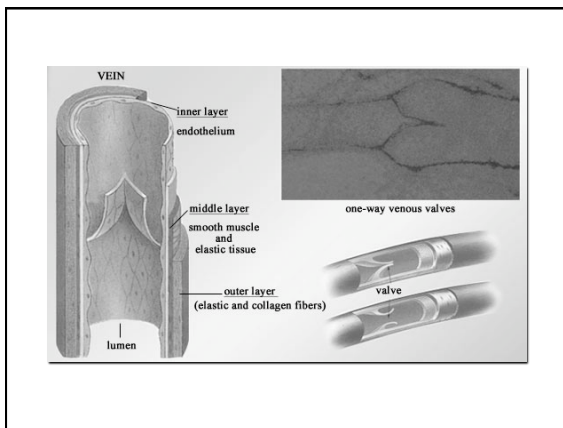 VEIN
inner layer
endothelium
middle layer
smooth muscle
and
elastic tissue
outer layer
(elastic and collagen fibers)
lumen
one-way venous valves
valve